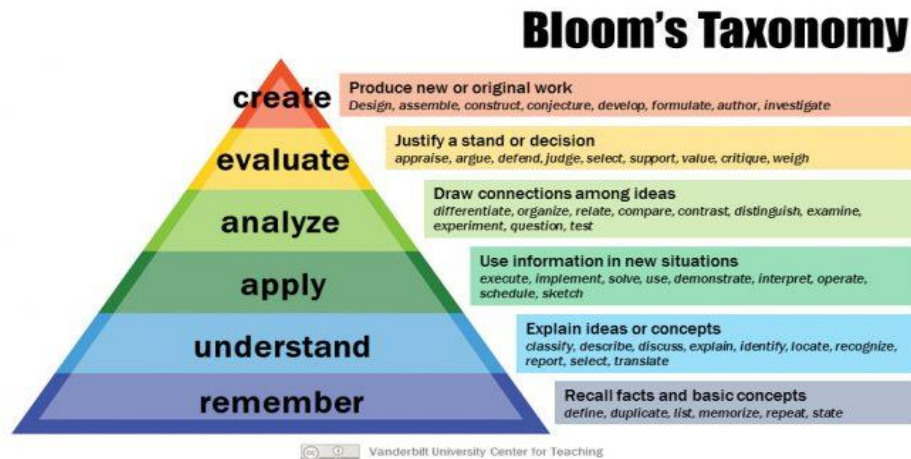 Bloom's Taxonomy
create
Produce new or original work
Design, assemble, construct, conjecture, develop, formulate, author, investigate
evaluate
Justify a stand or decision
appraise, argue, defend, judge, select, support, value, critique, weigh
analyze
Draw connections among ideas
differentiate, organize, relate, compare, contrast, distinguish, examine,
experiment, question, test
apply
Use information in new situations
execute, implement, solve, use, demonstrate, interpret, operate,
schedule, sketch
understand
Explain ideas or concepts
classify, describe, discuss, explain, identify, locate, recognize,
report, select, translate
remember
Recall facts and basic concepts
define, duplicate, list, memorize, repeat, state
cc Vanderbilt University Center for Teaching